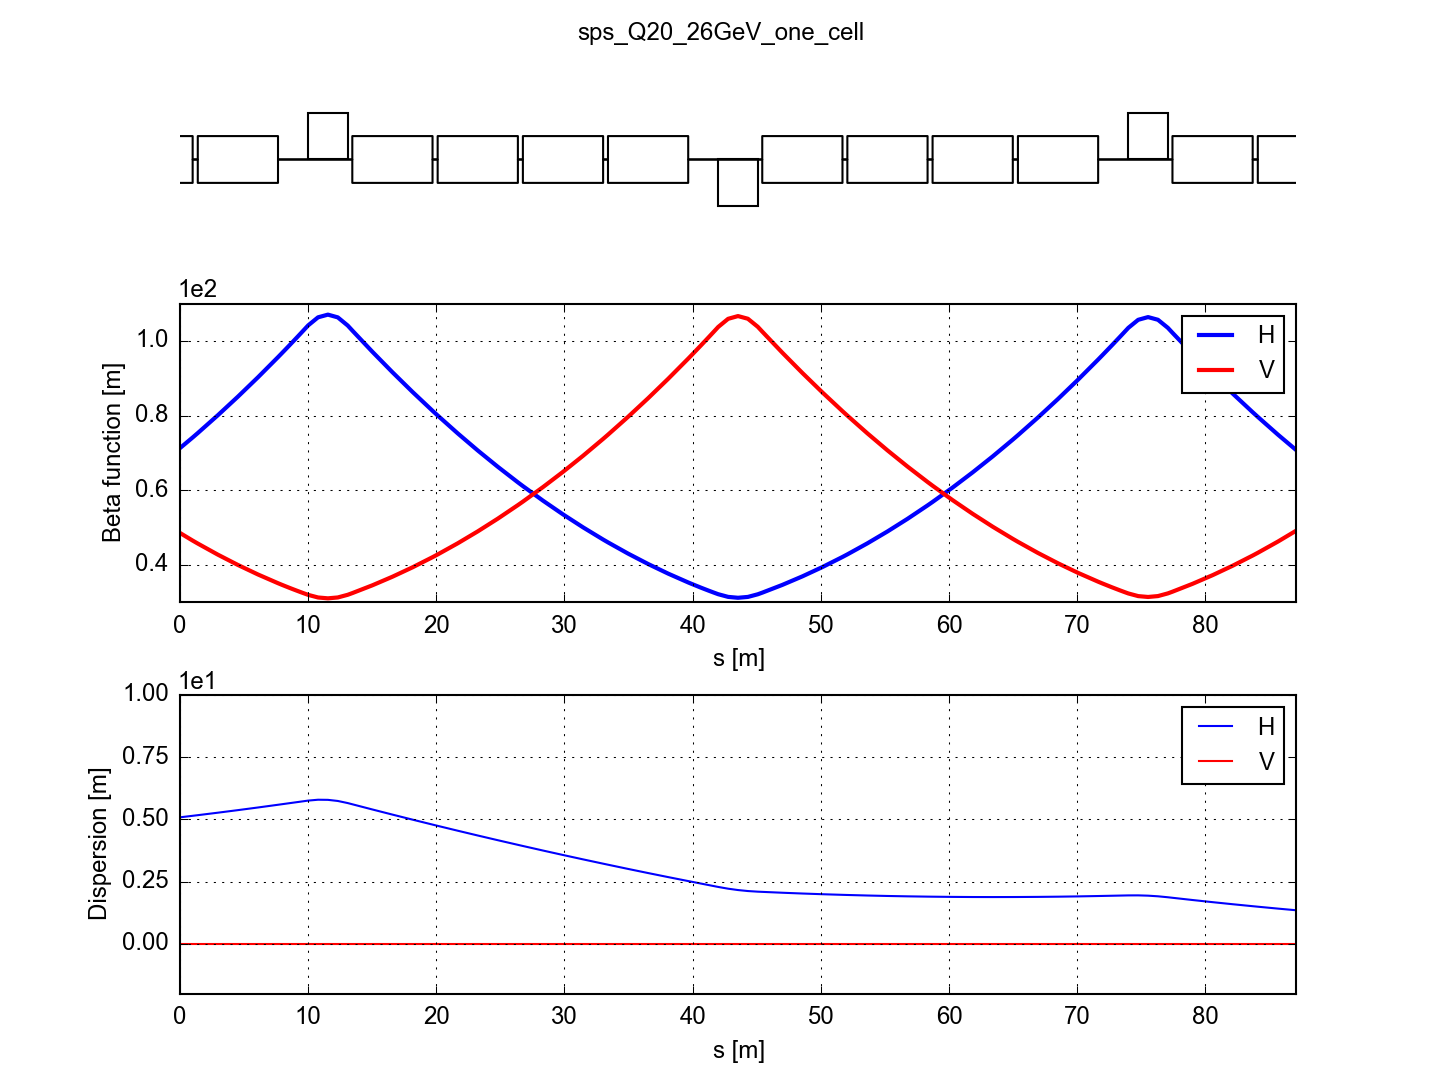 sps_Q20_26GeV_one_cell
1e2
1.0
0.8
0.6
0.4
Beta function [m]
H
V
0 10 20 30 40 50 60 70 80
s [m]
1e1
1.00
0.75
0.50
0.25
0.00
Dispersion [m]
H
V
0 10 20 30 40 50 60 70 80
s [m]